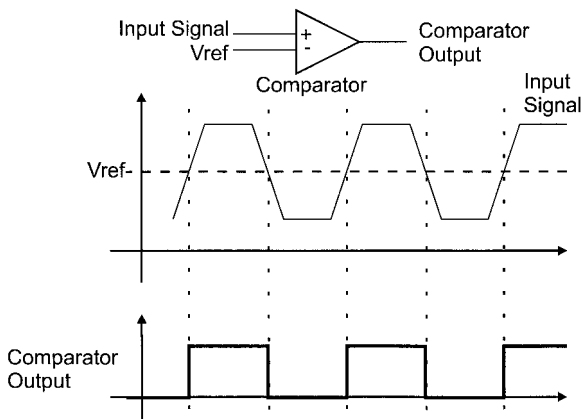 Input Signal
Vref
+
-
Comparator
Output
Comparator
Input
Signal
Vref
Comparator
Output